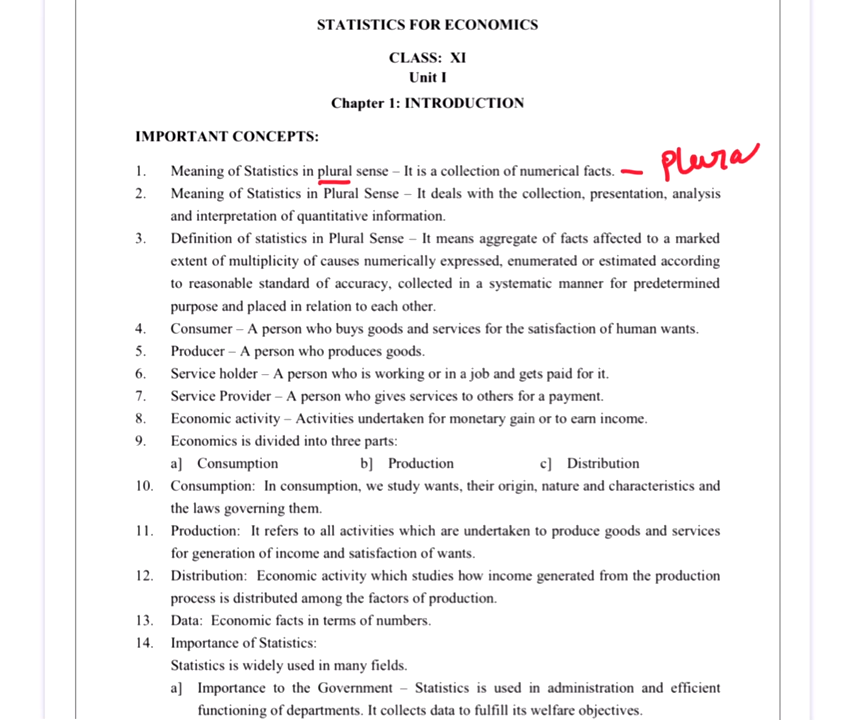 STATISTICS FOR ECONOMICS
CLASS: XI
Unit I
Chapter 1: INTRODUCTION
IMPORTANT CONCEPTS:
1. Meaning of Statistics in plural sense – It is a collection of numerical facts. — Plura
2. Meaning of Statistics in Plural Sense – It deals with the collection, presentation, analysis
and interpretation of quantitative information.
3. Definition of statistics in Plural Sense – It means aggregate of facts affected to a marked
extent of multiplicity of causes numerically expressed, enumerated or estimated according
to reasonable standard of accuracy, collected in a systematic manner for predetermined
purpose and placed in relation to each other.
4. Consumer – A person who buys goods and services for the satisfaction of human wants.
5. Producer – A person who produces goods.
6. Service holder – A person who is working or in a job and gets paid for it.
7. Service Provider – A person who gives services to others for a payment.
8. Economic activity – Activities undertaken for monetary gain or to earn income.
9. Economics is divided into three parts:
a] Consumption b] Production c] Distribution
10. Consumption: In consumption, we study wants, their origin, nature and characteristics and
the laws governing them.
11. Production: It refers to all activities which are undertaken to produce goods and services
for generation of income and satisfaction of wants.
12. Distribution: Economic activity which studies how income generated from the production
process is distributed among the factors of production.
13. Data: Economic facts in terms of numbers.
14. Importance of Statistics:
Statistics is widely used in many fields.
a] Importance to the Government – Statistics is used in administration and efficient
functioning of departments. It collects data to fulfill its welfare objectives.